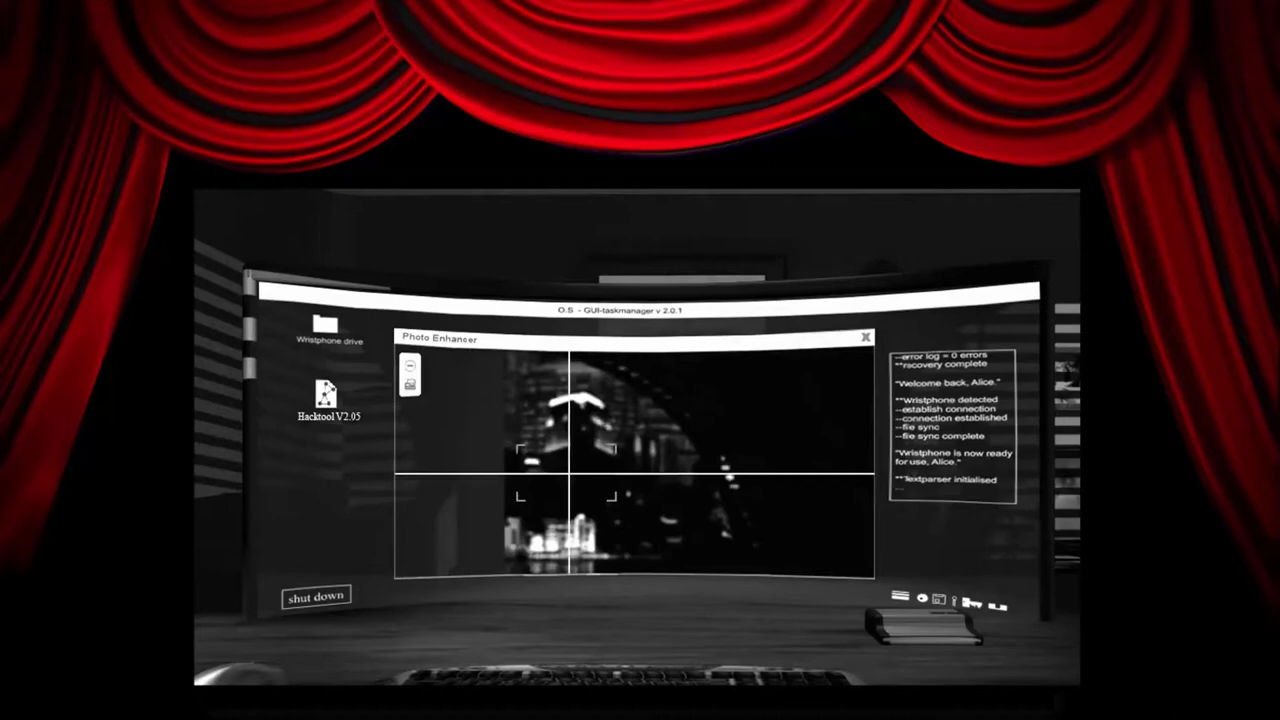 O.S - GUI-taskmanager v 2.0.1
Wristphone drive
Hacktool V2.05
shut down
Photo Enhancer
X
--error log = 0 errors
**recovery complete
"Welcome back, Alice."
**Wristphone detected
--establish connection
--connection established
--file sync
--file sync complete
"Wristphone is now ready
for use, Alice."
**Textparser initialised
...